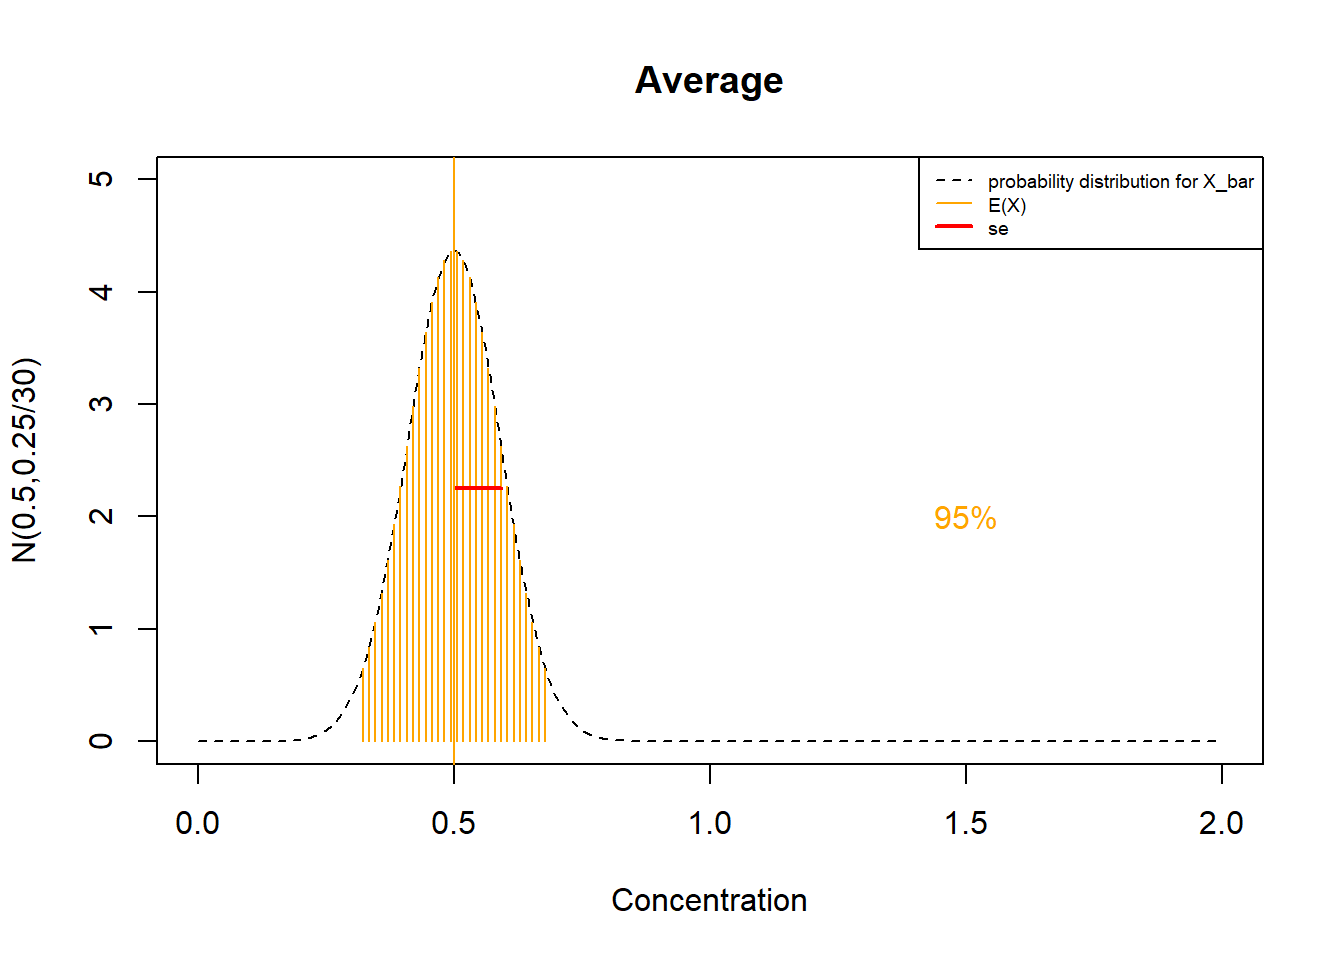 Average
probability distribution for X_bar
E(X)
se
5
4
3
2
1
0
N(0.5,0.25/30)
95%
0.0 0.5 1.0 1.5 2.0
Concentration